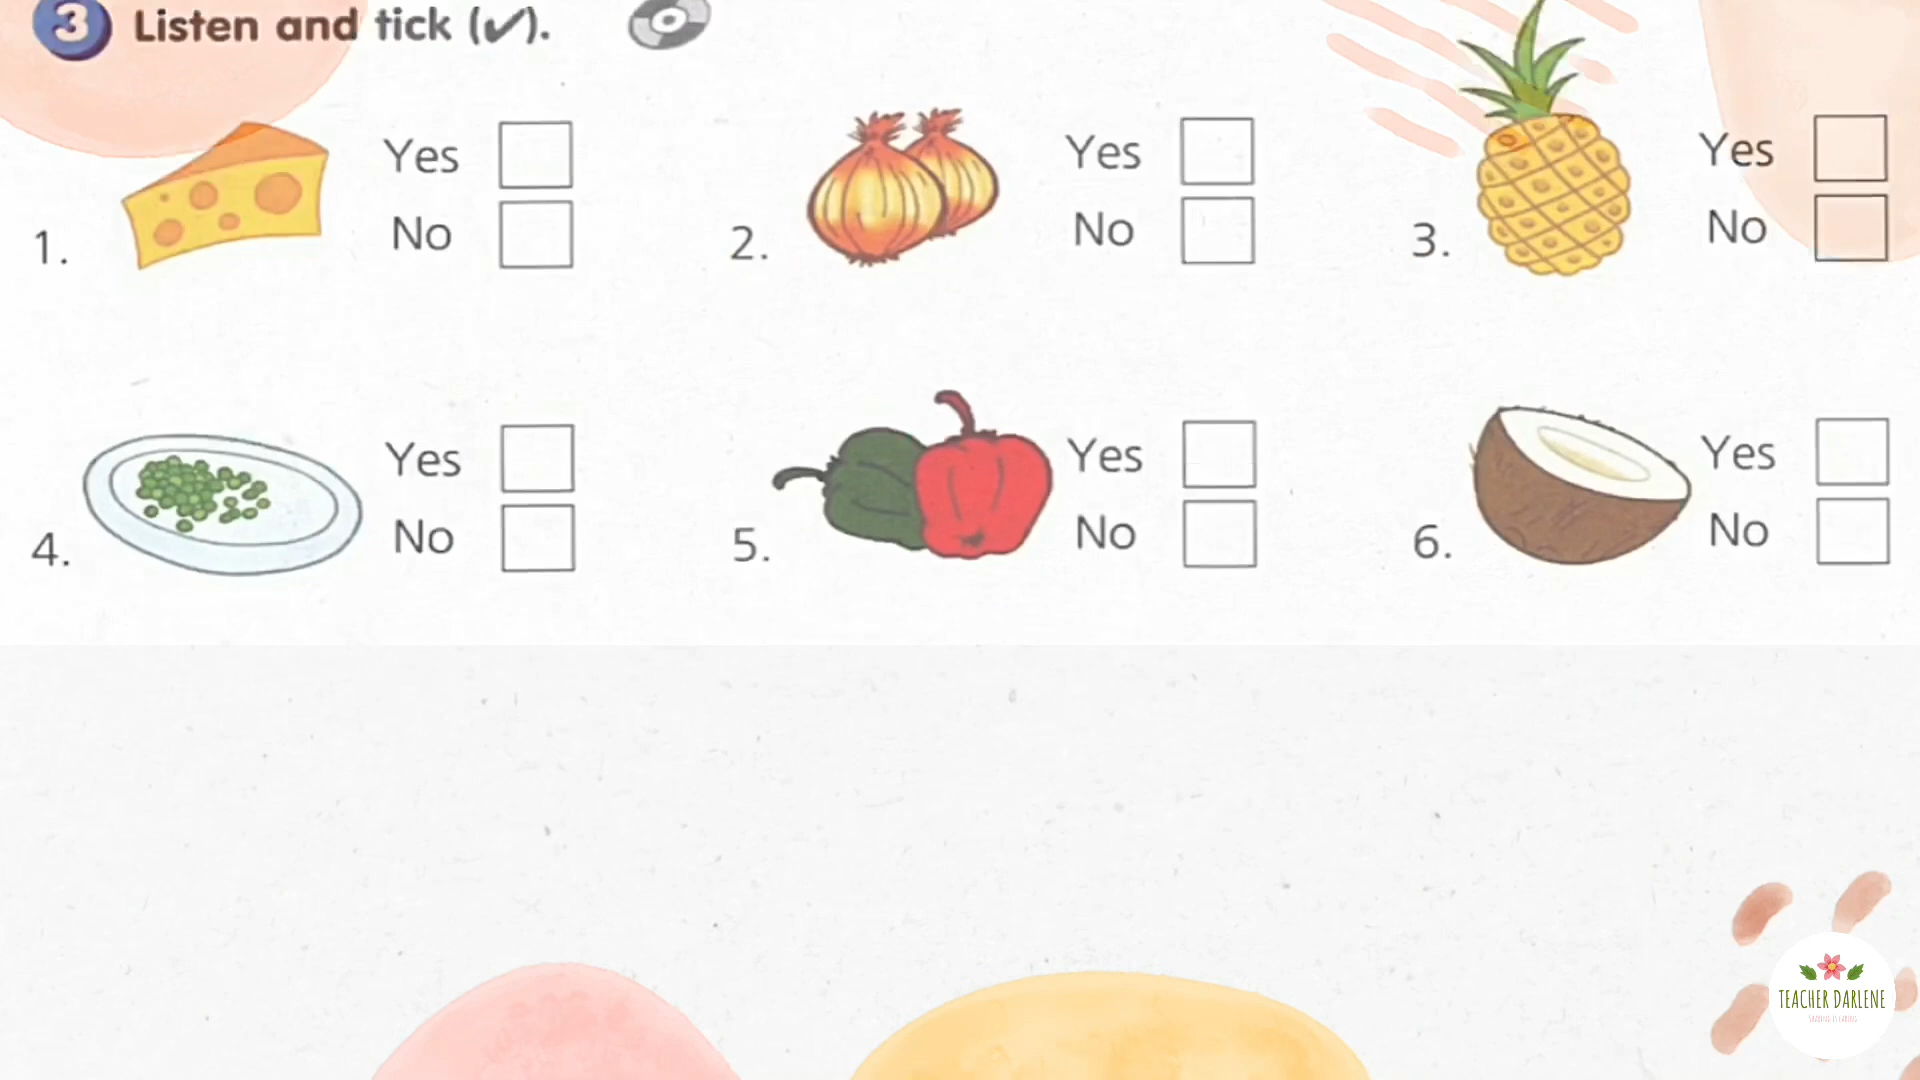 3 Listen and tick (✔).
1. Yes
No
2. Yes
No
3. Yes
No
4. Yes
No
5. Yes
No
6. Yes
No
TEACHER DARLENE